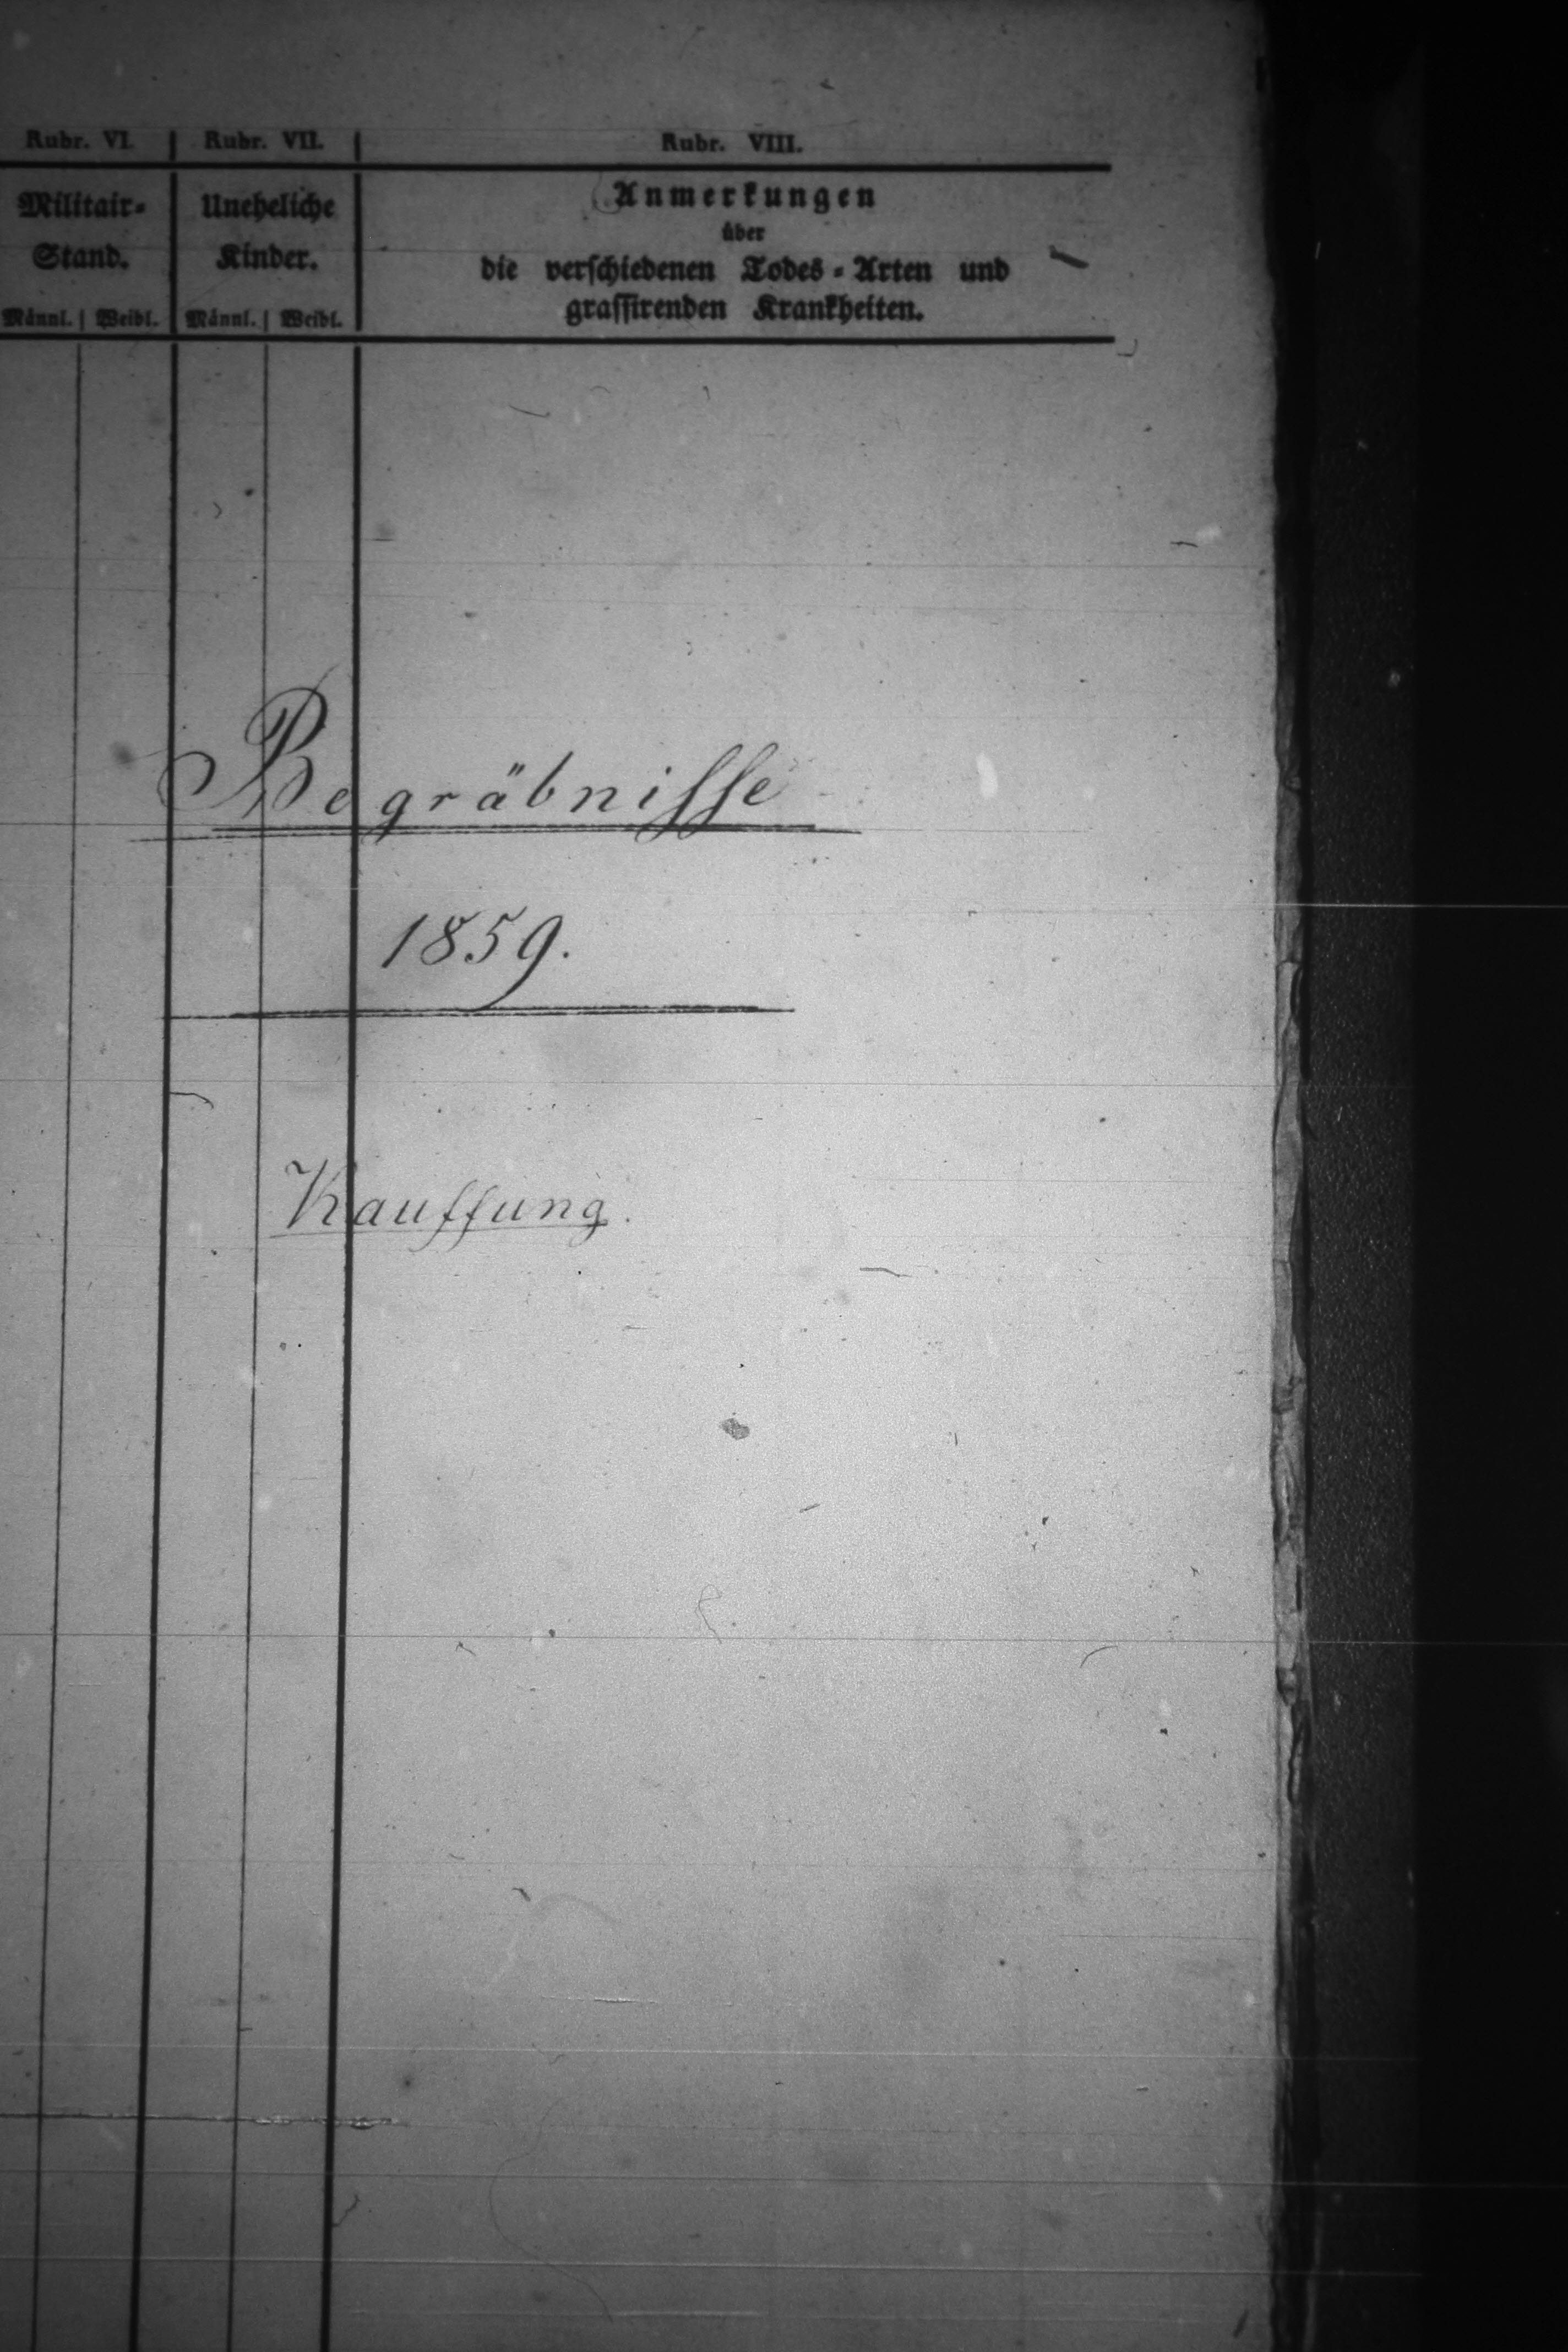 Rubr. VI. Rubr. VII. Rubr. VIII.
Militair- Uneheliche Anmerkungen
über
Stand. Kinder. die verschiedenen Todes-Arten und
grassirenden Krankheiten.
Männl. Weibl. Männl. Weibl.
Begräbnisse
1859.
Kauffung.